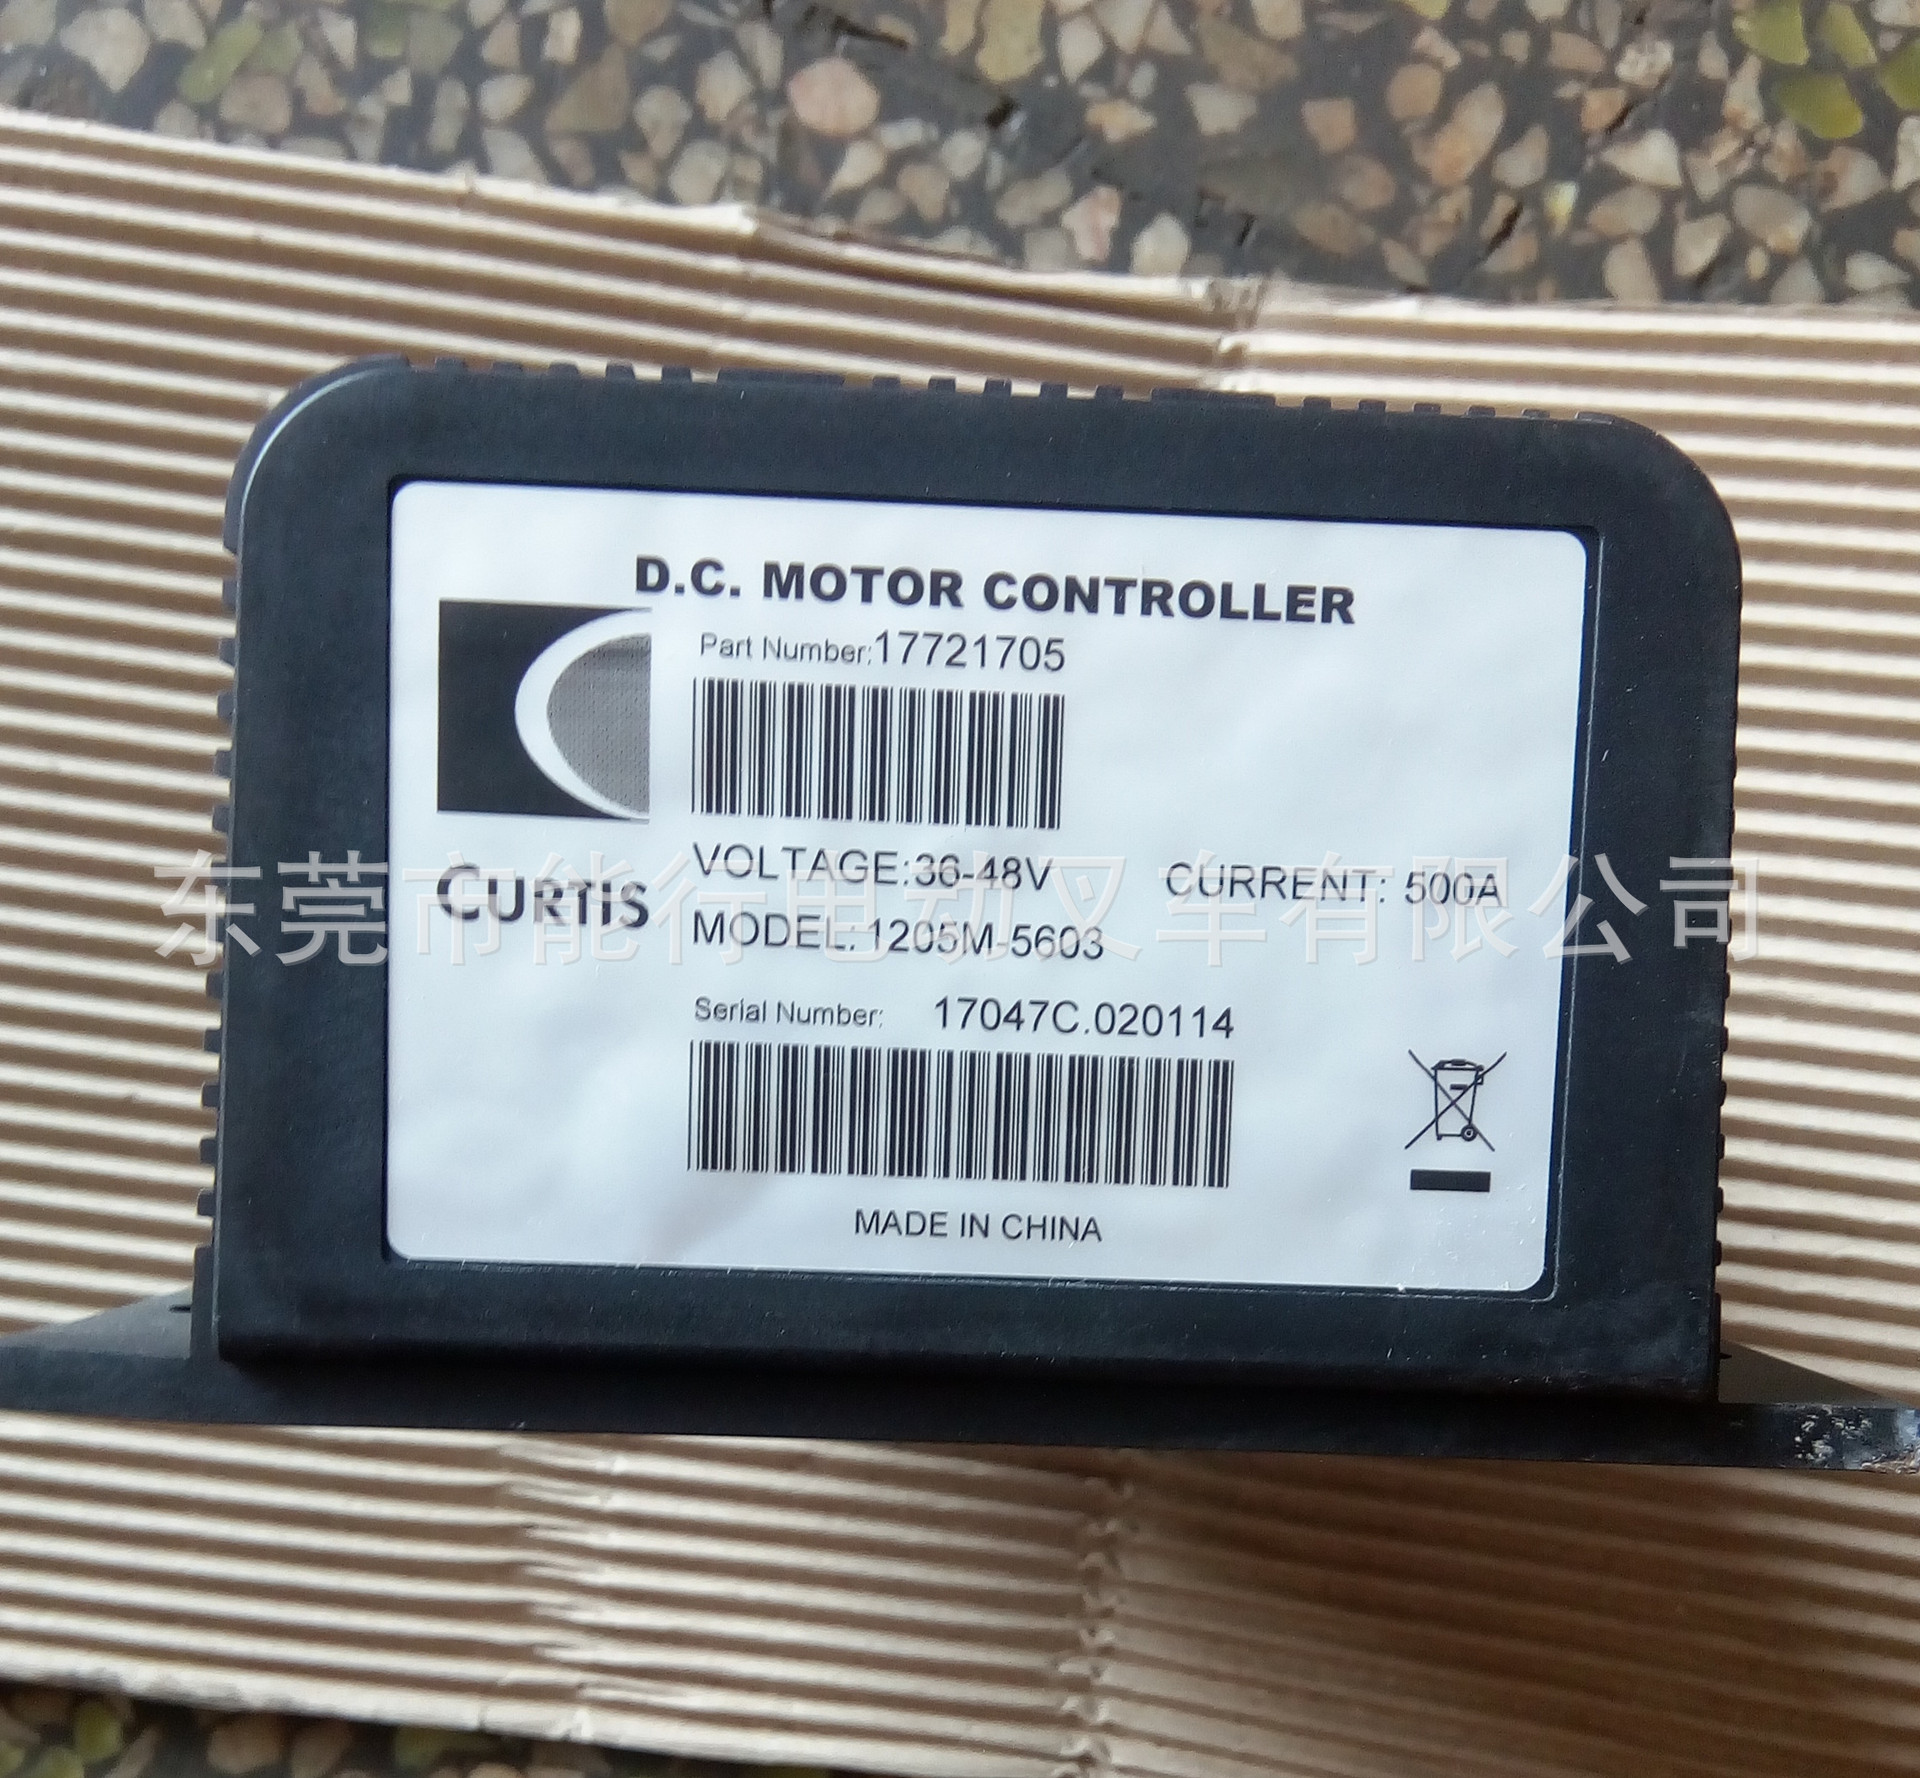 D.C. MOTOR CONTROLLER
Part Number:17721705
VOLTAGE:36-48V CURRENT: 500A
CURTIS
MODEL: 1205M-5603
东莞市能行电动叉车有限公司
Serial Number: 17047C.020114
MADE IN CHINA